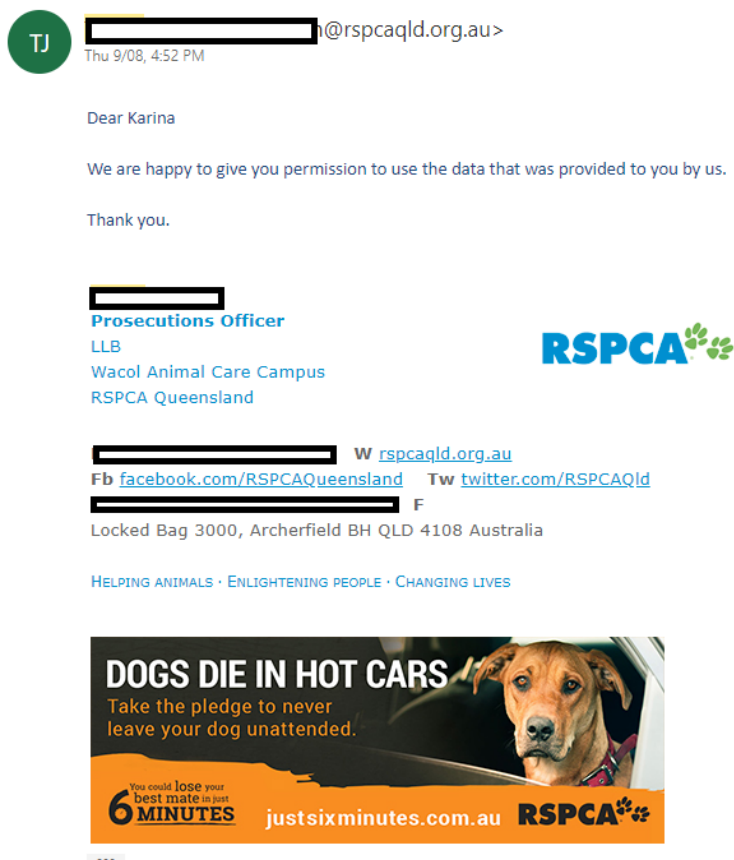 TJ
n@rspcaqld.org.au>
Thu 9/08, 4:52 PM
Dear Karina
We are happy to give you permission to use the data that was provided to you by us.
Thank you.
Prosecutions Officer
LLB
Wacol Animal Care Campus
RSPCA Queensland
RSPCA
W rspcaqld.org.au
Fb facebook.com/RSPCAQueensland Tw twitter.com/RSPCAQld
F
Locked Bag 3000, Archerfield BH QLD 4108 Australia
HELPING ANIMALS · ENLIGHTENING PEOPLE · CHANGING LIVES
DOGS DIE IN HOT CARS
Take the pledge to never
leave your dog unattended.
You could lose your
best mate in just
6 MINUTES
justsixminutes.com.au
RSPCA